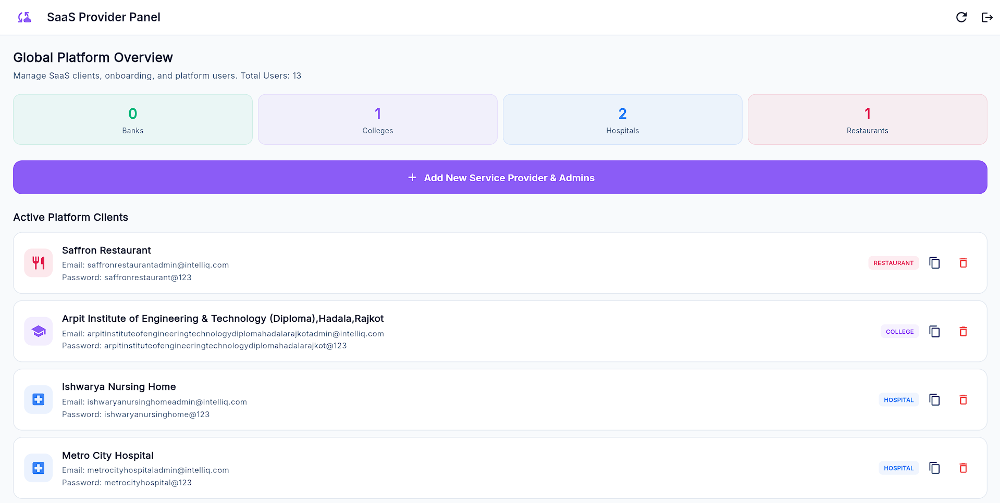 SaaS Provider Panel
Global Platform Overview
Manage SaaS clients, onboarding, and platform users. Total Users: 13
0
Banks
1
Colleges
2
Hospitals
1
Restaurants
+ Add New Service Provider & Admins
Active Platform Clients
Saffron Restaurant
Email: saffronrestaurantadmin@intelliq.com
Password: saffronrestaurant@123
RESTAURANT
Arpit Institute of Engineering & Technology (Diploma),Hadala,Rajkot
Email: arpitinstituteofengineeringtechnologydiplomahadalarajkotadmin@intelliq.com
Password: arpitinstituteofengineeringtechnologydiplomahadalarajkot@123
COLLEGE
Ishwarya Nursing Home
Email: ishwaryanursinghomeadmin@intelliq.com
Password: ishwaryanursinghome@123
HOSPITAL
Metro City Hospital
Email: metrocityhospitaladmin@intelliq.com
Password: metrocityhospital@123
HOSPITAL